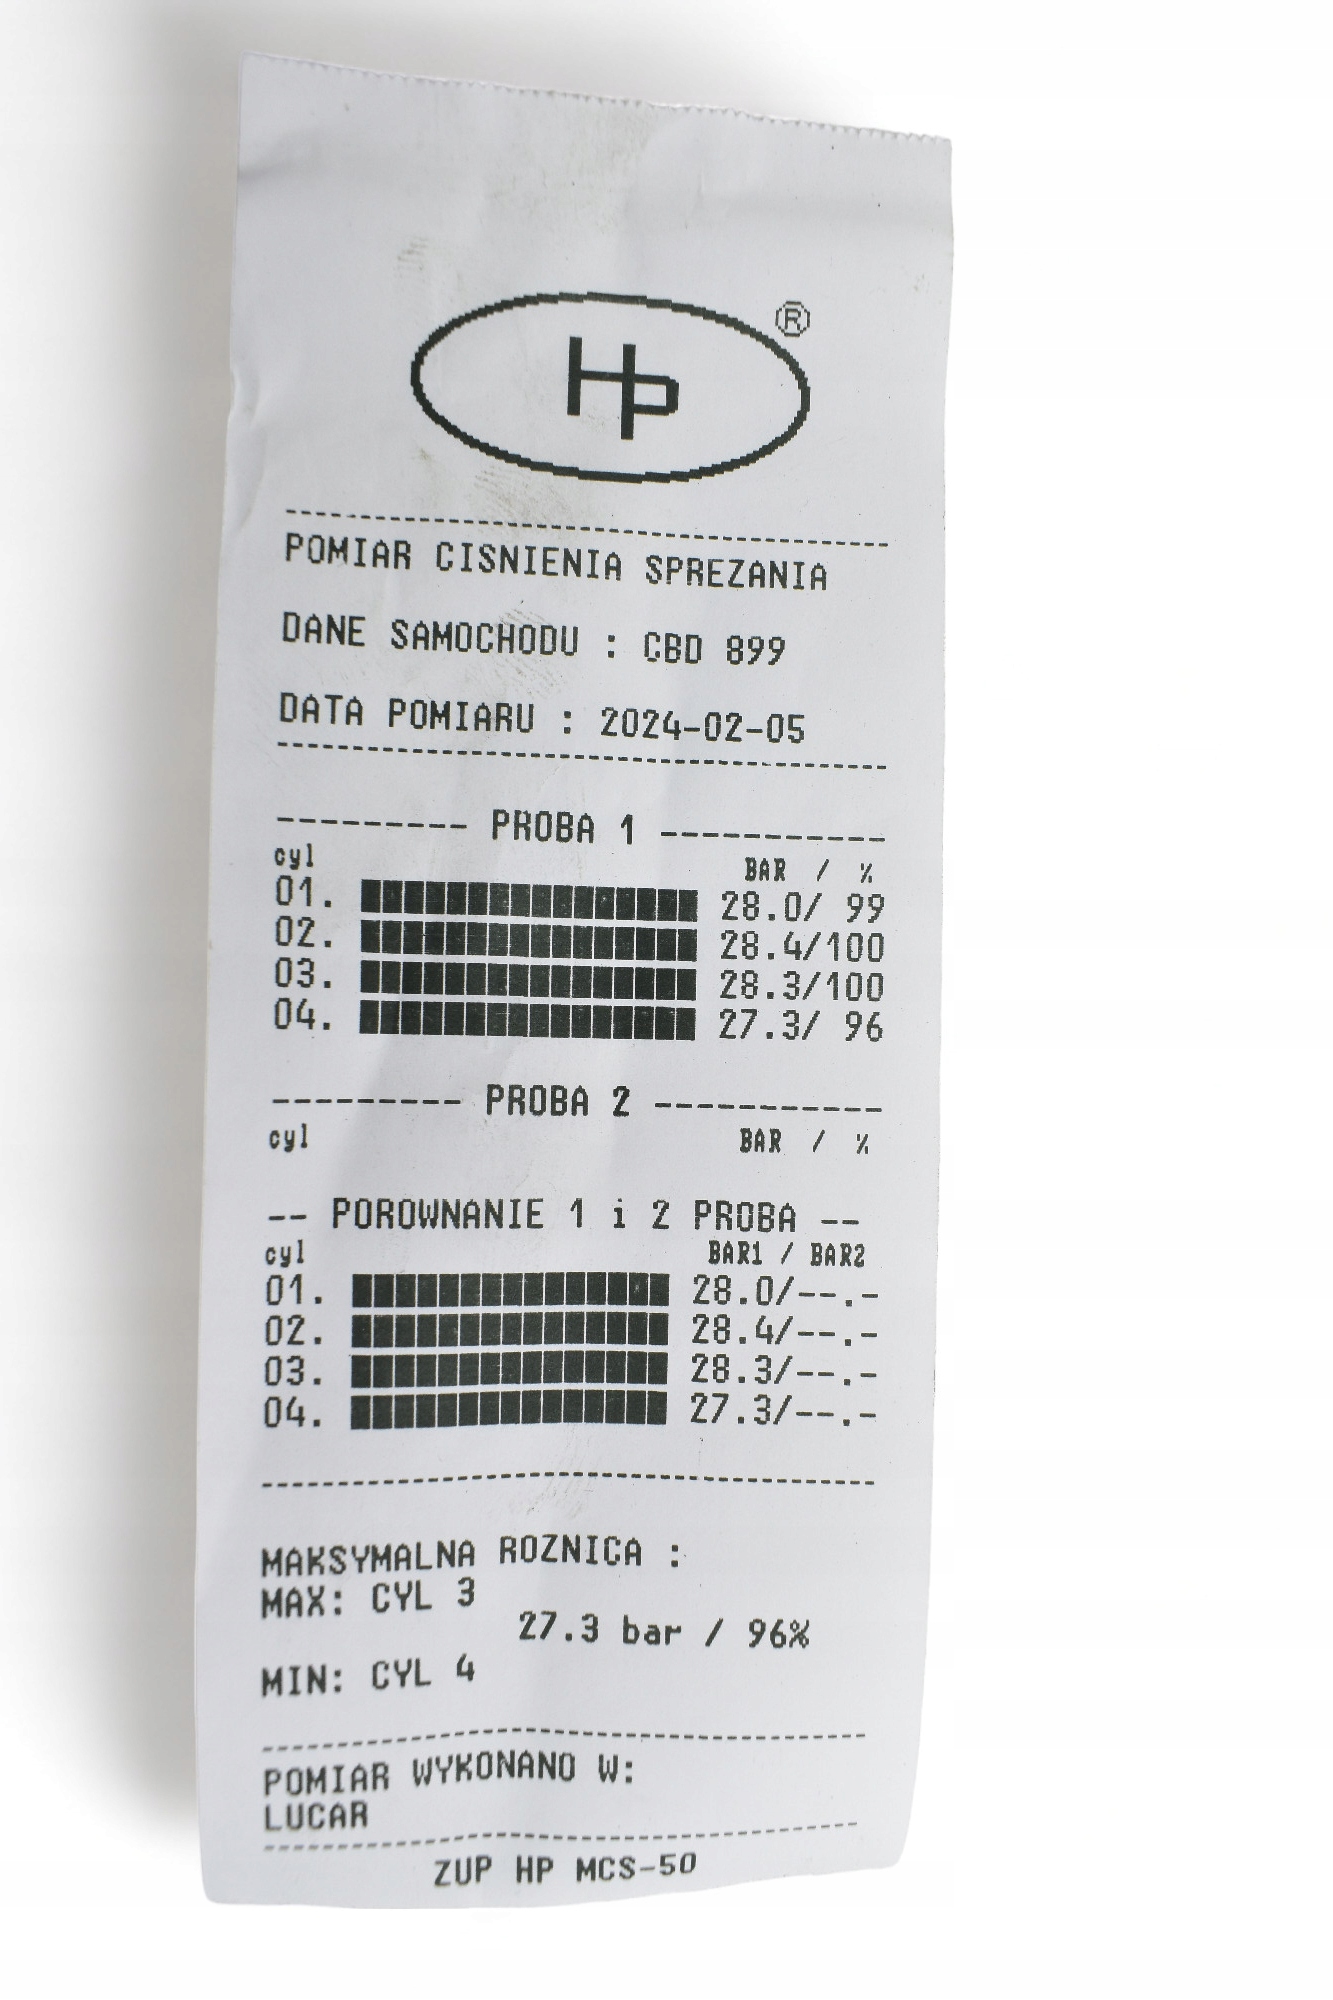 HP ®
POMIAR CISNIENIA SPREZANIA
DANE SAMOCHODU : CBD 899
DATA POMIARU : 2024-02-05
--------- PROBA 1 -----------
cyl BAR / %
01. 28.0/ 99
02. 28.4/100
03. 28.3/100
04. 27.3/ 96
--------- PROBA 2 -----------
cyl BAR / %
-- POROWNANIE 1 i 2 PROBA --
cyl BAR1 / BAR2
01. 28.0/--.-
02. 28.4/--.-
03. 28.3/--.-
04. 27.3/--.-
MAKSYMALNA ROZNICA :
MAX: CYL 3
27.3 bar / 96%
MIN: CYL 4
POMIAR WYKONANO W:
LUCAR
ZUP HP MCS-50